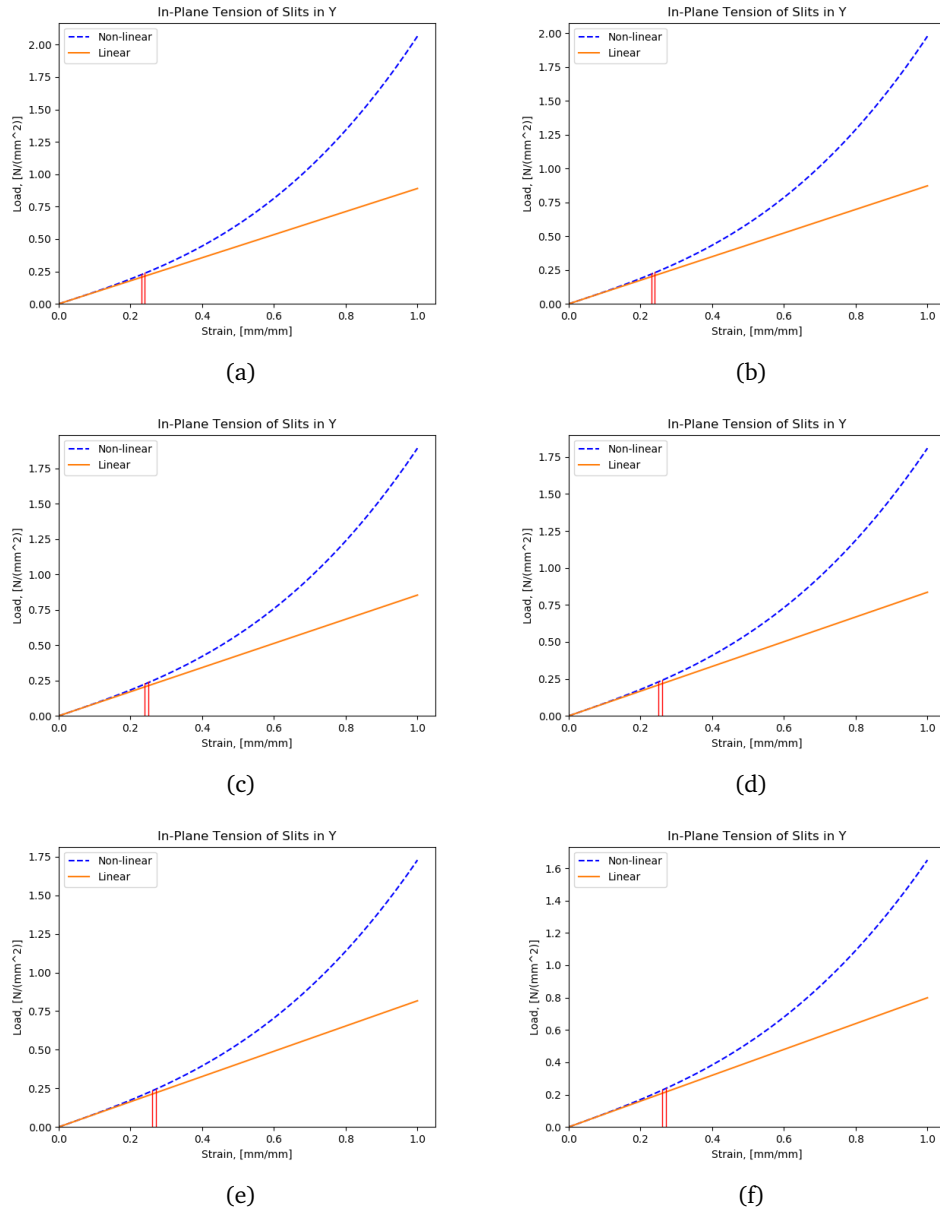 In-Plane Tension of Slits in Y
Non-linear
Linear
Load, [N/(mm^2)]
2.00
1.75
1.50
1.25
1.00
0.75
0.50
0.25
0.00
0.0 0.2 0.4 0.6 0.8 1.0
Strain, [mm/mm]
(a)
In-Plane Tension of Slits in Y
Non-linear
Linear
Load, [N/(mm^2)]
2.00
1.75
1.50
1.25
1.00
0.75
0.50
0.25
0.00
0.0 0.2 0.4 0.6 0.8 1.0
Strain, [mm/mm]
(b)
In-Plane Tension of Slits in Y
Non-linear
Linear
Load, [N/(mm^2)]
1.75
1.50
1.25
1.00
0.75
0.50
0.25
0.00
0.0 0.2 0.4 0.6 0.8 1.0
Strain, [mm/mm]
(c)
In-Plane Tension of Slits in Y
Non-linear
Linear
Load, [N/(mm^2)]
1.75
1.50
1.25
1.00
0.75
0.50
0.25
0.00
0.0 0.2 0.4 0.6 0.8 1.0
Strain, [mm/mm]
(d)
In-Plane Tension of Slits in Y
Non-linear
Linear
Load, [N/(mm^2)]
1.75
1.50
1.25
1.00
0.75
0.50
0.25
0.00
0.0 0.2 0.4 0.6 0.8 1.0
Strain, [mm/mm]
(e)
In-Plane Tension of Slits in Y
Non-linear
Linear
Load, [N/(mm^2)]
1.6
1.4
1.2
1.0
0.8
0.6
0.4
0.2
0.0
0.0 0.2 0.4 0.6 0.8 1.0
Strain, [mm/mm]
(f)